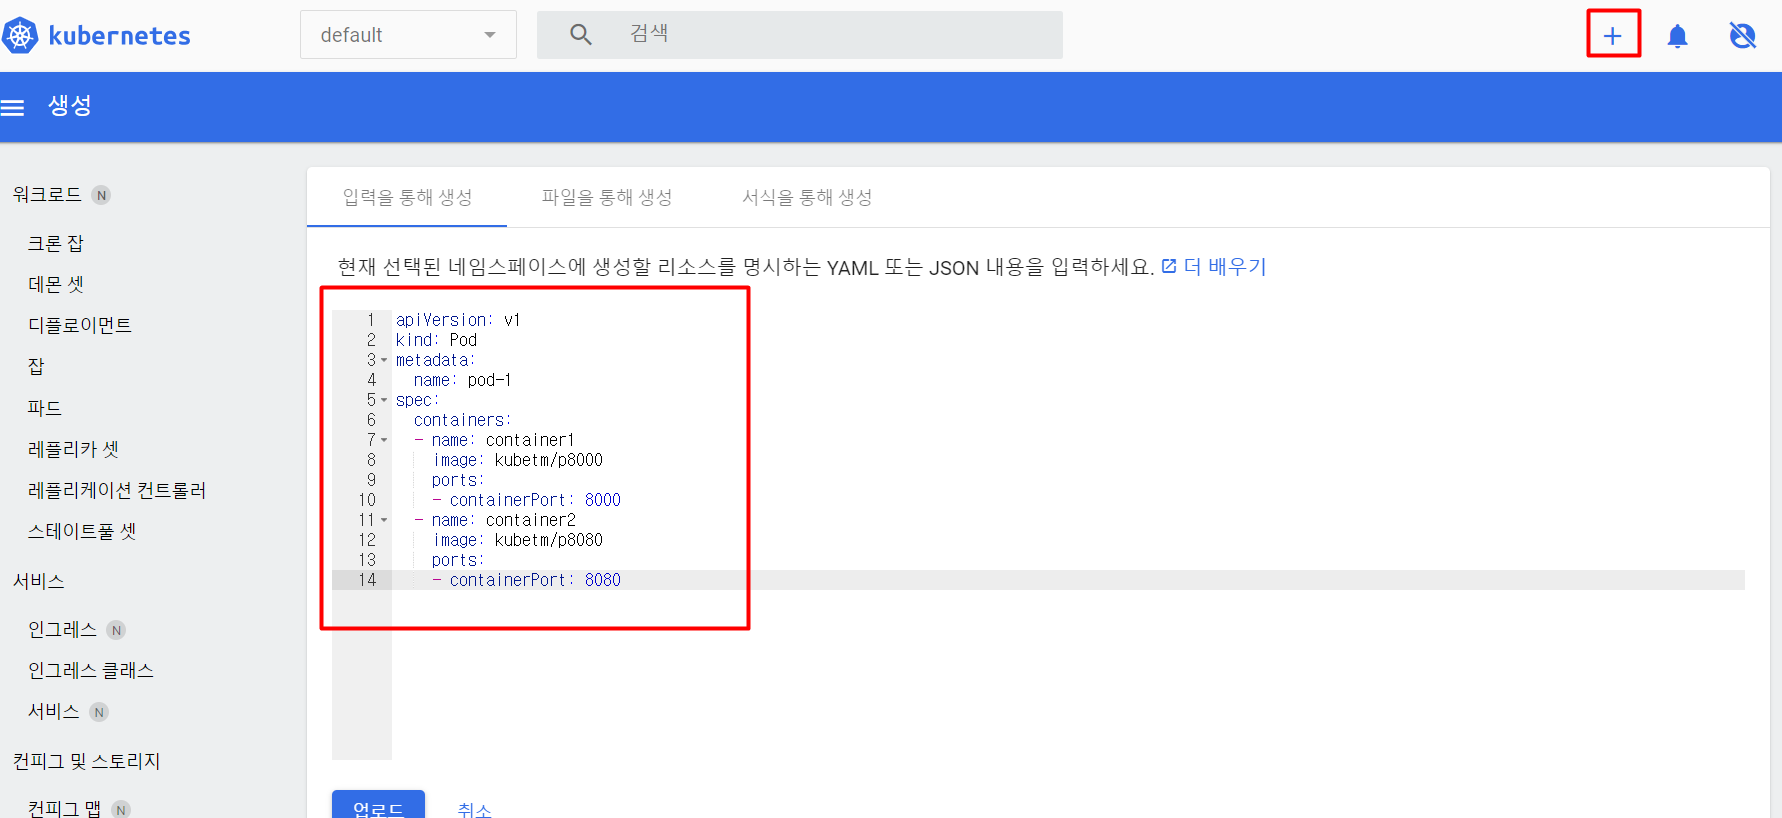 kubernetes
default
검색
생성
워크로드 N
크론 잡
데몬 셋
디플로이먼트
잡
파드
레플리카 셋
레플리케이션 컨트롤러
스테이트풀 셋
서비스
인그레스 N
인그레스 클래스
서비스 N
컨피그 및 스토리지
컨피그 맵 N
입력을 통해 생성 파일을 통해 생성 서식을 통해 생성
현재 선택된 네임스페이스에 생성할 리소스를 명시하는 YAML 또는 JSON 내용을 입력하세요. 더 배우기
1 apiVersion: v1
2 kind: Pod
3 metadata:
4   name: pod-1
5 spec:
6   containers:
7   - name: container1
8     image: kubetm/p8000
9     ports:
10     - containerPort: 8000
11   - name: container2
12     image: kubetm/p8080
13     ports:
14     - containerPort: 8080
업로드 취소